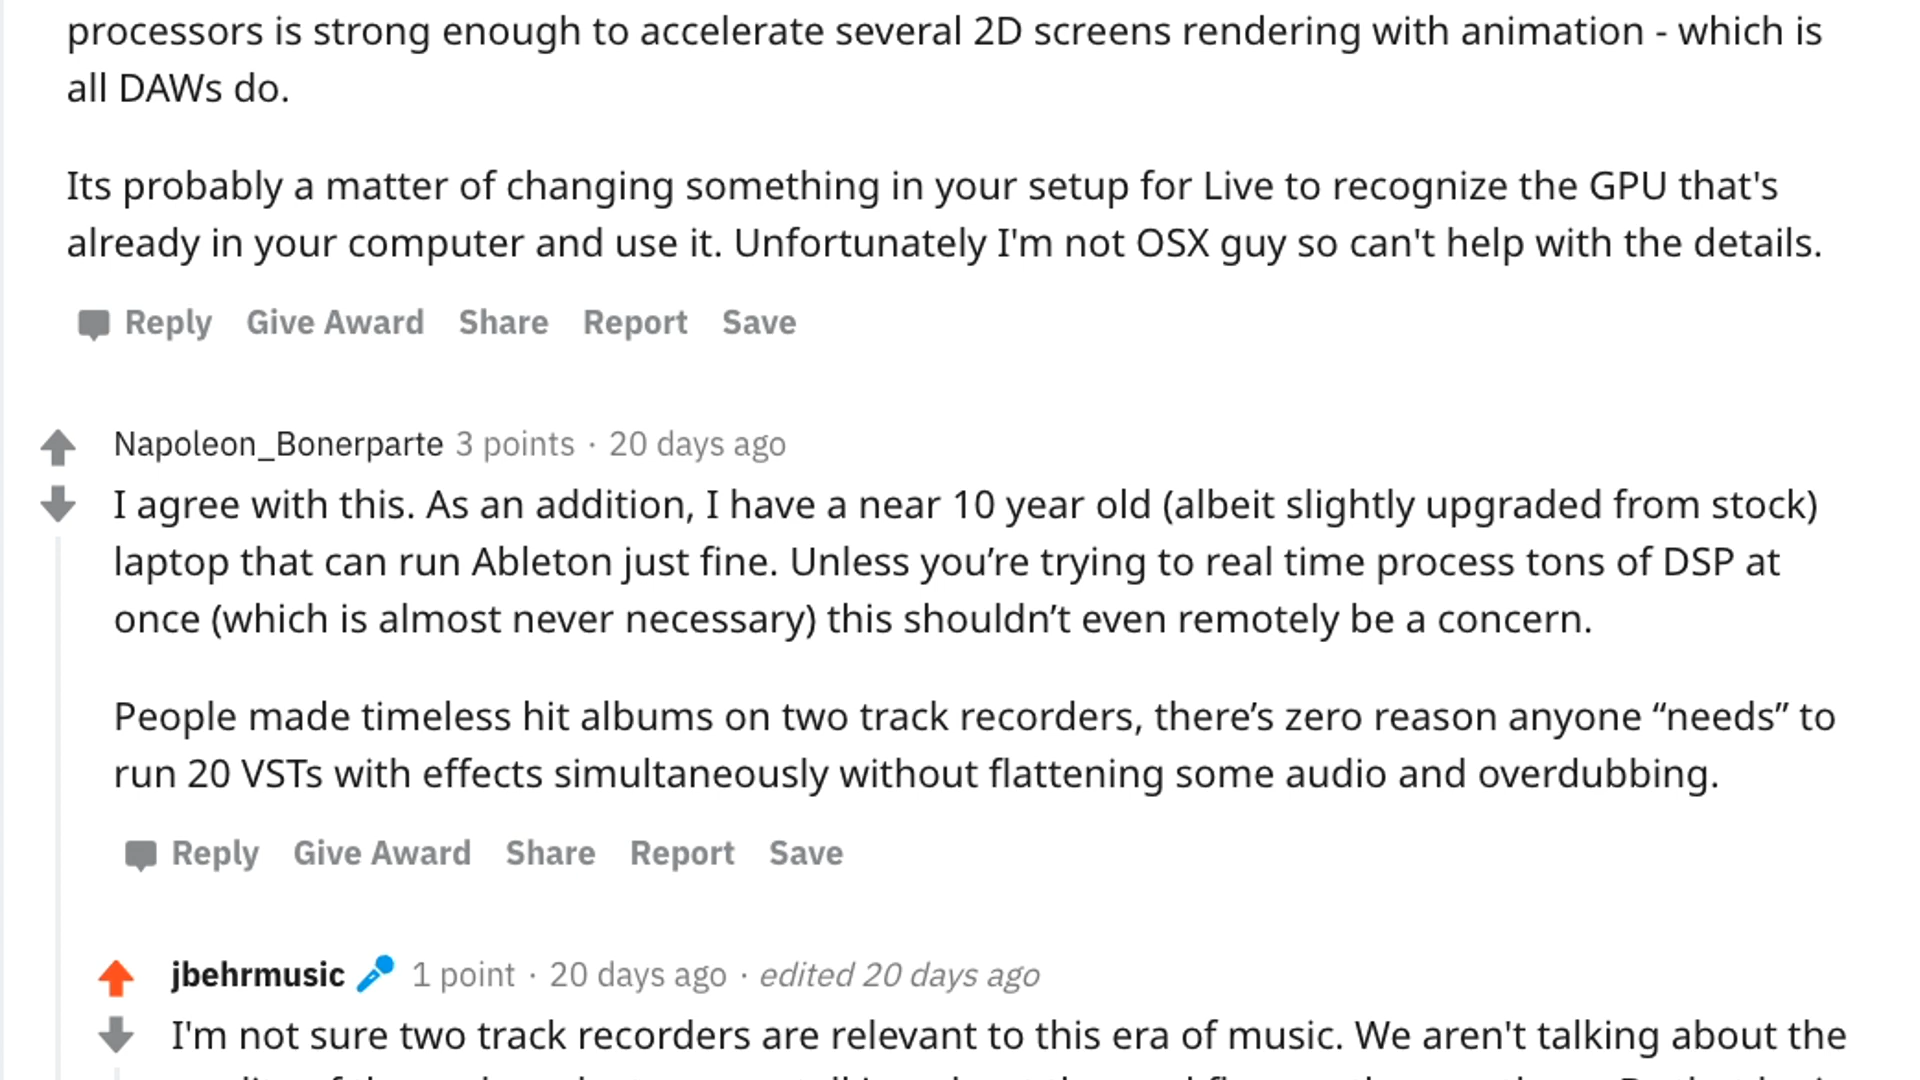 processors is strong enough to accelerate several 2D screens rendering with animation - which is
all DAWs do.
Its probably a matter of changing something in your setup for Live to recognize the GPU that's
already in your computer and use it. Unfortunately I'm not OSX guy so can't help with the details.
Reply Give Award Share Report Save
Napoleon_Bonerparte 3 points · 20 days ago
I agree with this. As an addition, I have a near 10 year old (albeit slightly upgraded from stock)
laptop that can run Ableton just fine. Unless you’re trying to real time process tons of DSP at
once (which is almost never necessary) this shouldn’t even remotely be a concern.
People made timeless hit albums on two track recorders, there’s zero reason anyone “needs” to
run 20 VSTs with effects simultaneously without flattening some audio and overdubbing.
Reply Give Award Share Report Save
jbehrmusic 1 point · 20 days ago · edited 20 days ago
I'm not sure two track recorders are relevant to this era of music. We aren't talking about the